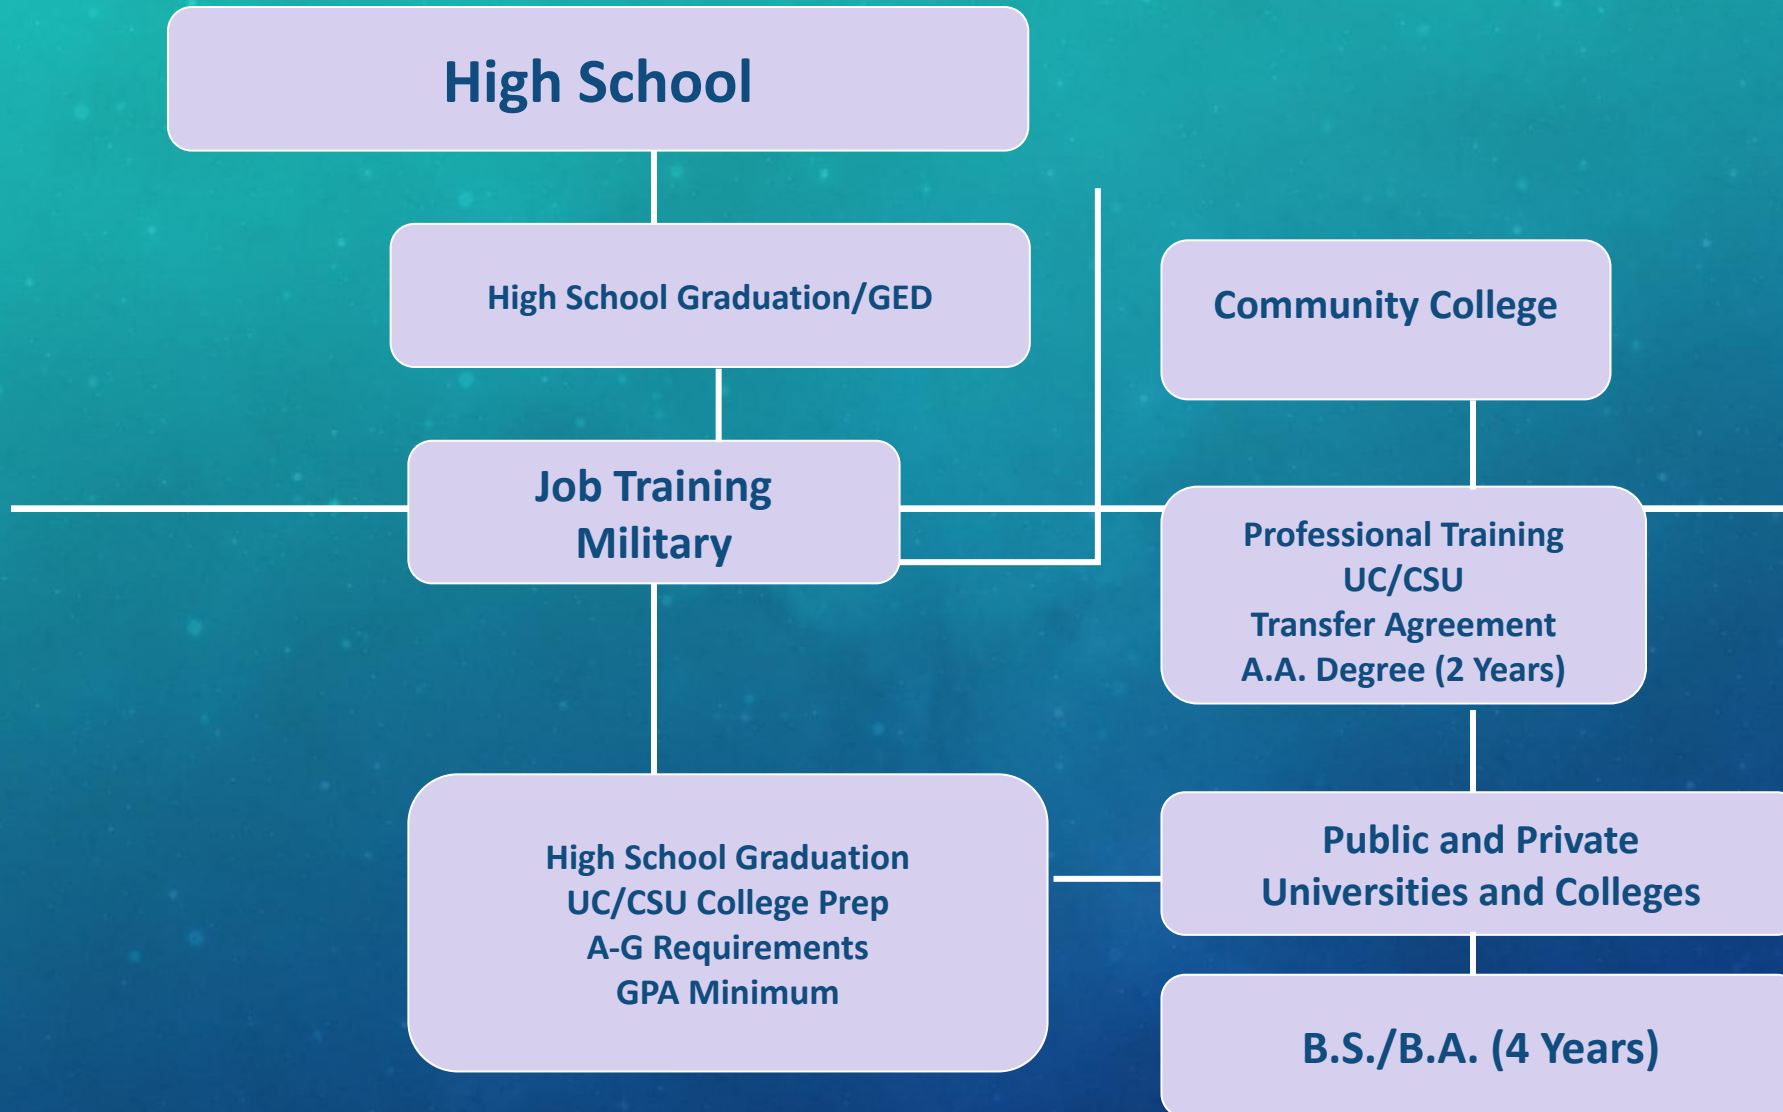 High School
High School Graduation/GED
Community College
Job Training
Military
Professional Training
UC/CSU
Transfer Agreement
A.A. Degree (2 Years)
High School Graduation
UC/CSU College Prep
A-G Requirements
GPA Minimum
Public and Private
Universities and Colleges
B.S./B.A. (4 Years)